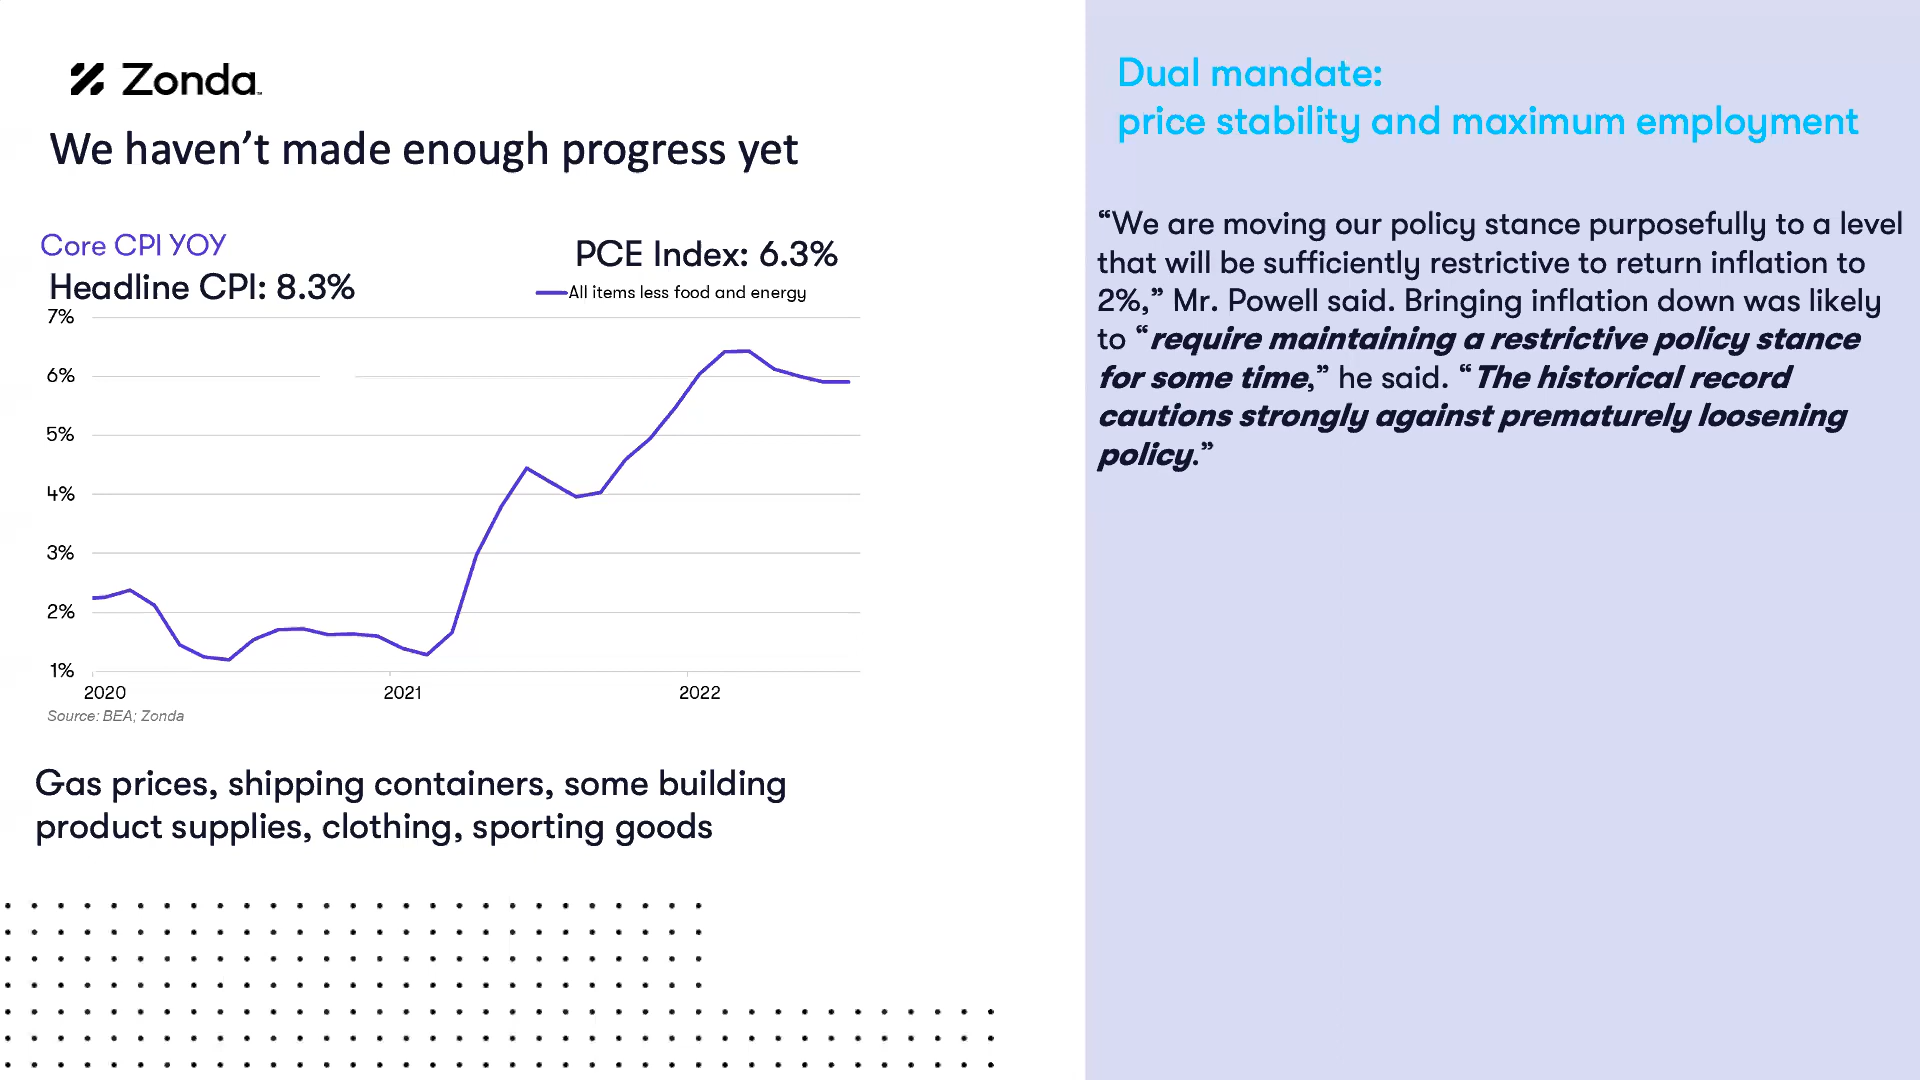 Zonda
We haven’t made enough progress yet
Core CPI YOY
Headline CPI: 8.3%
PCE Index: 6.3%
All items less food and energy
7%
6%
5%
4%
3%
2%
1%
2020 2021 2022
Source: BEA; Zonda
Gas prices, shipping containers, some building
product supplies, clothing, sporting goods
Dual mandate:
price stability and maximum employment
“We are moving our policy stance purposefully to a level
that will be sufficiently restrictive to return inflation to
2%,” Mr. Powell said. Bringing inflation down was likely
to “require maintaining a restrictive policy stance
for some time,” he said. “The historical record
cautions strongly against prematurely loosening
policy.”